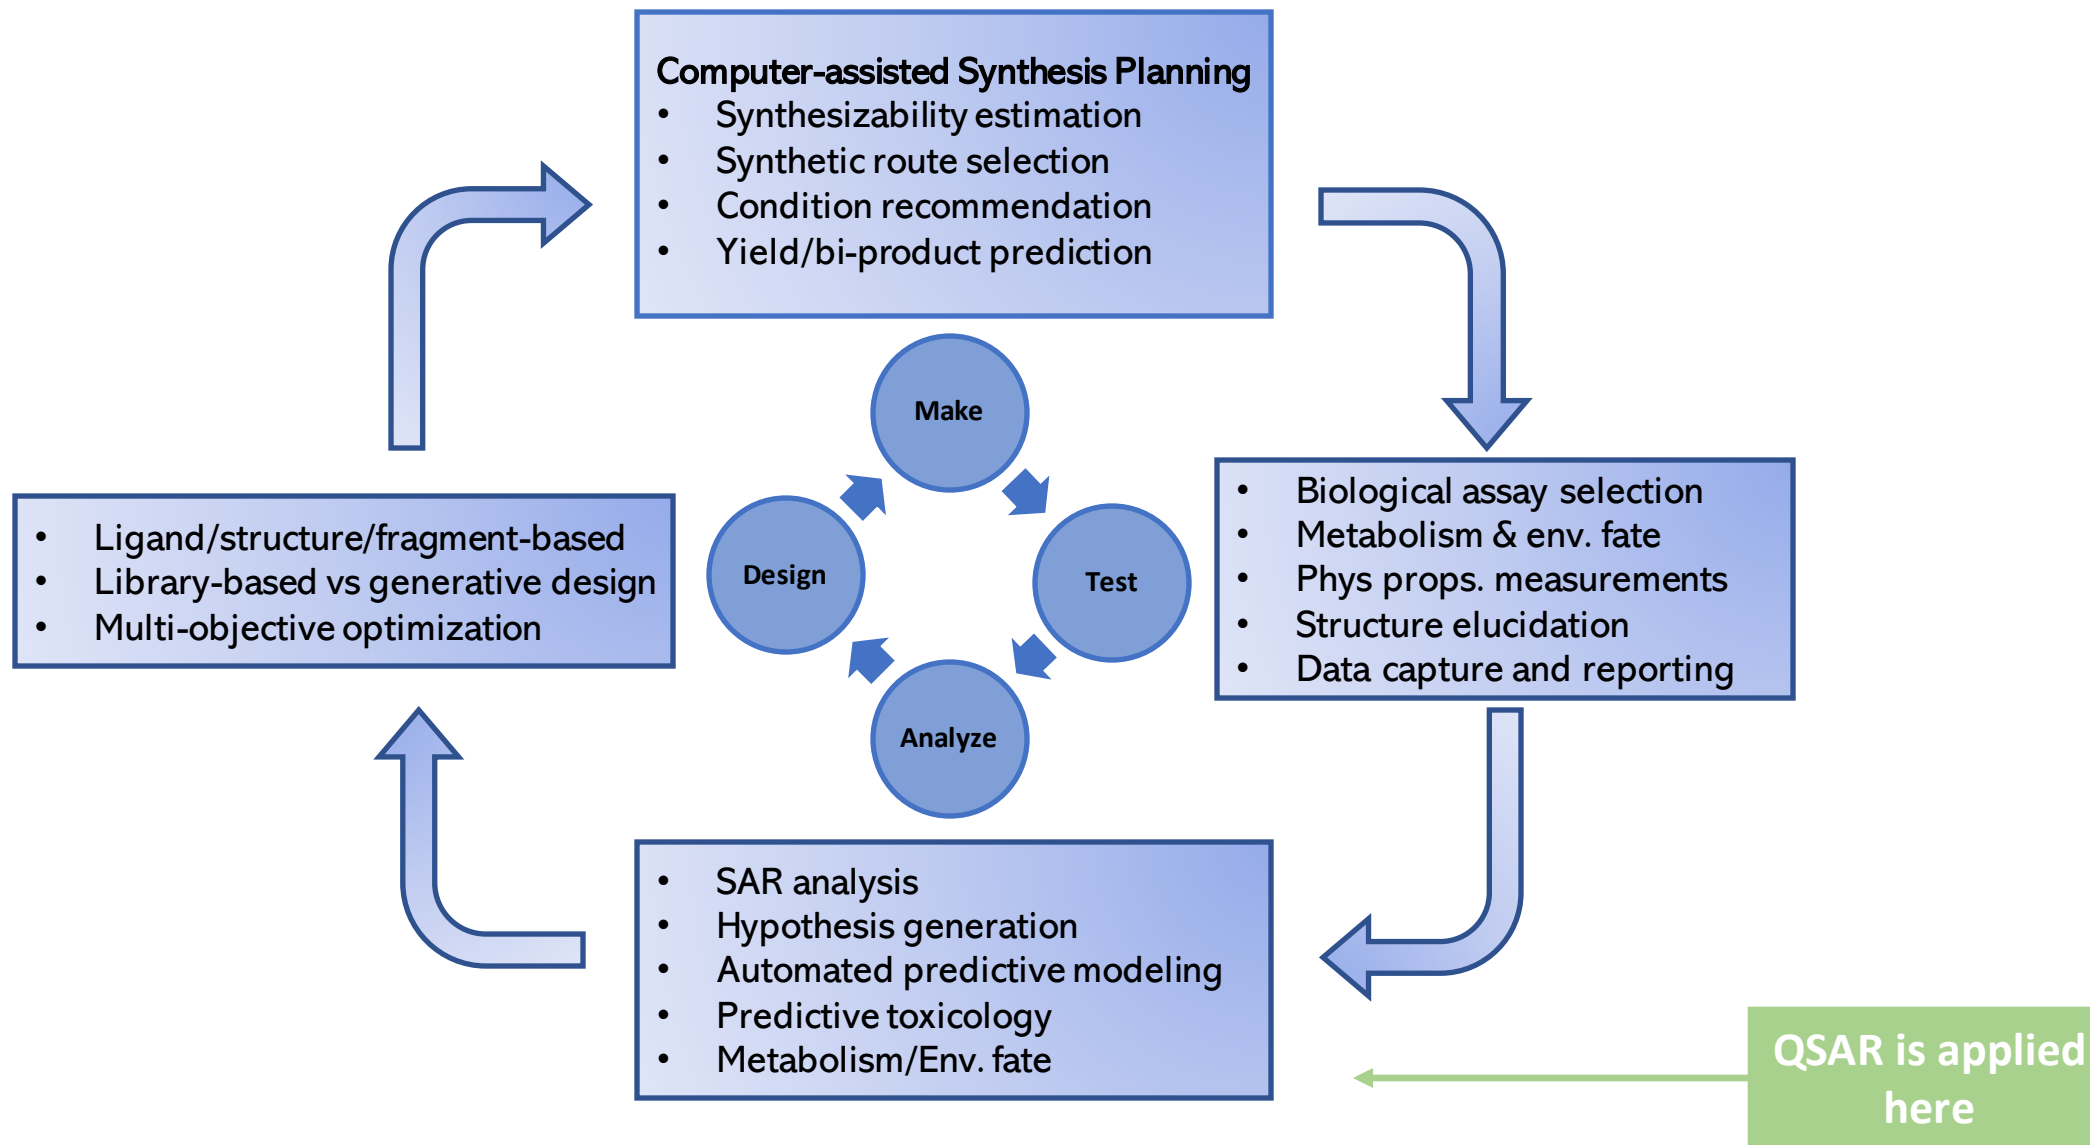 Computer-assisted Synthesis Planning
• Synthesizability estimation
• Synthetic route selection
• Condition recommendation
• Yield/bi-product prediction
Make
Design
Test
Analyze
• Ligand/structure/fragment-based
• Library-based vs generative design
• Multi-objective optimization
• Biological assay selection
• Metabolism & env. fate
• Phys props. measurements
• Structure elucidation
• Data capture and reporting
• SAR analysis
• Hypothesis generation
• Automated predictive modeling
• Predictive toxicology
• Metabolism/Env. fate
QSAR is applied
here